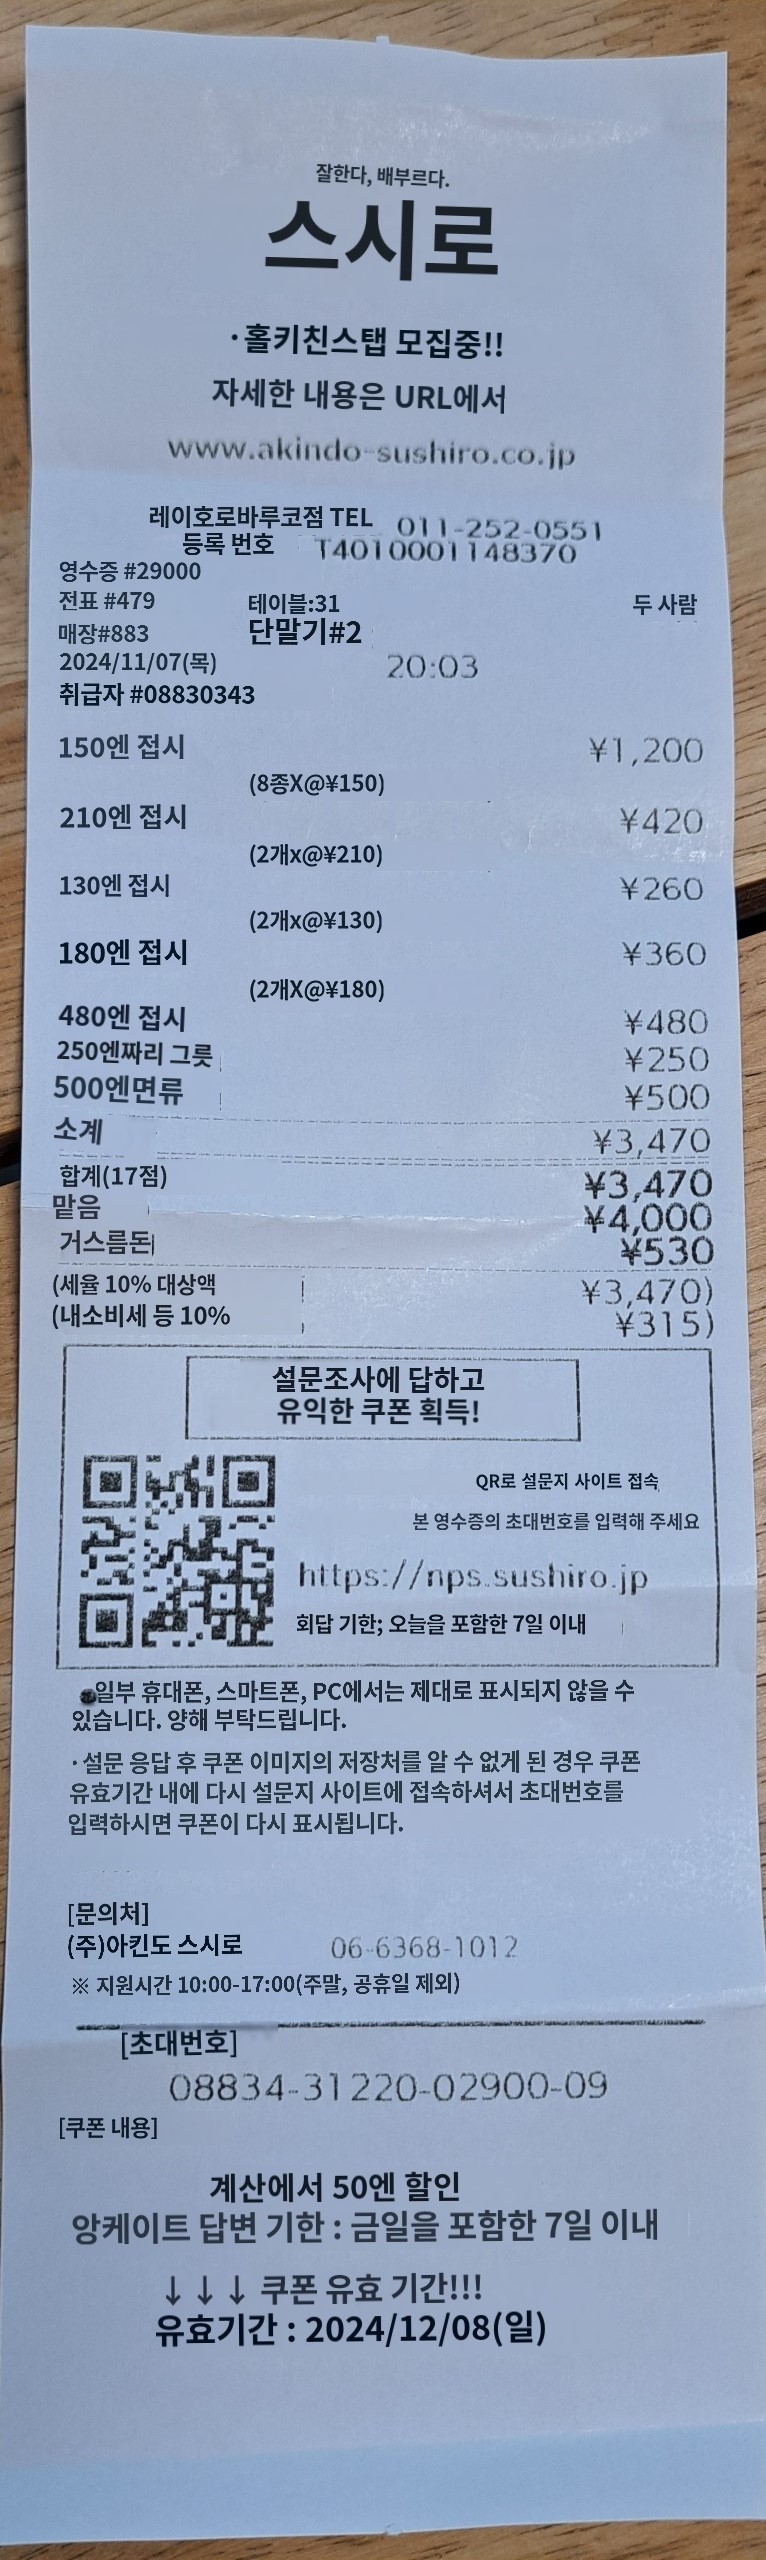 잘한다, 배부르다.
스시로
·홀키친스탭 모집중!!
자세한 내용은 URL에서
www.akindo-sushiro.co.jp
레이호로바루코점 TEL 011-252-0551
등록 번호 T4010001148370
영수증 #29000
전표 #479 테이블:31 두 사람
매장#883 단말기#2
2024/11/07(목) 20:03
취급자 #08830343
150엔 접시 ¥1,200
(8종X@¥150)
210엔 접시 ¥420
(2개x@¥210)
130엔 접시 ¥260
(2개x@¥130)
180엔 접시 ¥360
(2개X@¥180)
480엔 접시 ¥480
250엔짜리 그릇 ¥250
500엔면류 ¥500
소계 ¥3,470
합계(17점) ¥3,470
맡음 ¥4,000
거스름돈 ¥530
(세율 10% 대상액 ¥3,470)
(내소비세 등 10% ¥315)
설문조사에 답하고
유익한 쿠폰 획득!
QR로 설문지 사이트 접속
본 영수증의 초대번호를 입력해 주세요
https://nps.sushiro.jp
회답 기한; 오늘을 포함한 7일 이내
●일부 휴대폰, 스마트폰, PC에서는 제대로 표시되지 않을 수
있습니다. 양해 부탁드립니다.
·설문 응답 후 쿠폰 이미지의 저장처를 알 수 없게 된 경우 쿠폰
유효기간 내에 다시 설문지 사이트에 접속하셔서 초대번호를
입력하시면 쿠폰이 다시 표시됩니다.
[문의처]
(주)아킨도 스시로 06-6368-1012
※ 지원시간 10:00-17:00(주말, 공휴일 제외)
[초대번호]
08834-31220-02900-09
[쿠폰 내용]
계산에서 50엔 할인
앙케이트 답변 기한 : 금일을 포함한 7일 이내
↓↓↓ 쿠폰 유효 기간!!!
유효기간 : 2024/12/08(일)